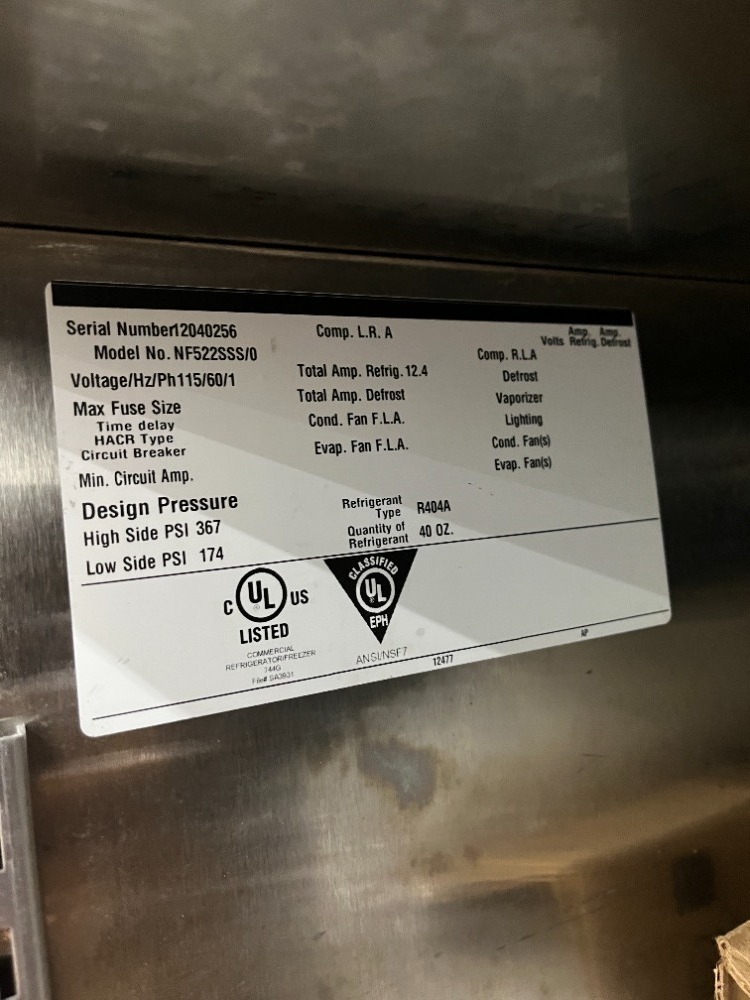 Serial Number12040256
Model No. NF522SSS/0
Voltage/Hz/Ph115/60/1
Max Fuse Size
Time delay
HACR Type
Circuit Breaker
Min. Circuit Amp.
Design Pressure
High Side PSI 367
Low Side PSI 174
Comp. L.R. A
Total Amp. Refrig. 12.4
Total Amp. Defrost
Cond. Fan F.L.A.
Evap. Fan F.L.A.
Refrigerant
Type R404A
Quantity of
Refrigerant 40 OZ.
Amp. Amp.
Volts Refrig. Defrost
Comp. R.L.A
Defrost
Vaporizer
Lighting
Cond. Fan(s)
Evap. Fan(s)
C UL US
LISTED
COMMERCIAL
REFRIGERATOR/FREEZER
744G
File# SA3931
CLASSIFIED
UL
EPH
ANSI/NSF7
12477
AP